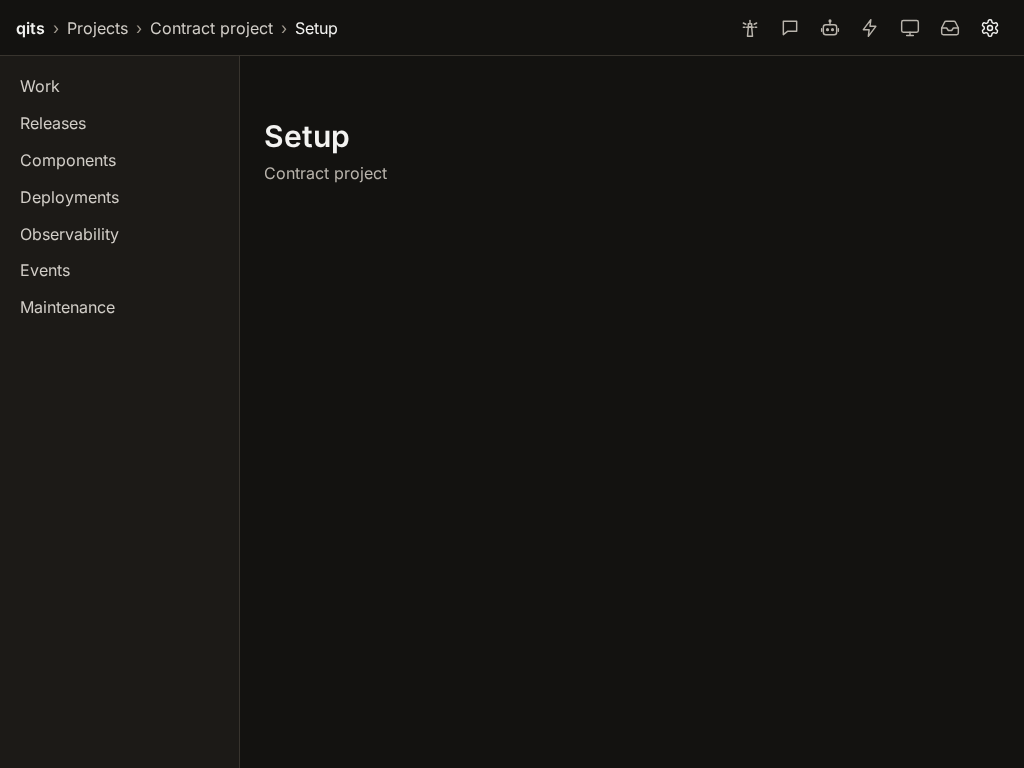 qits › Projects › Contract project › Setup
Work
Releases
Components
Deployments
Observability
Events
Maintenance
Setup
Contract project